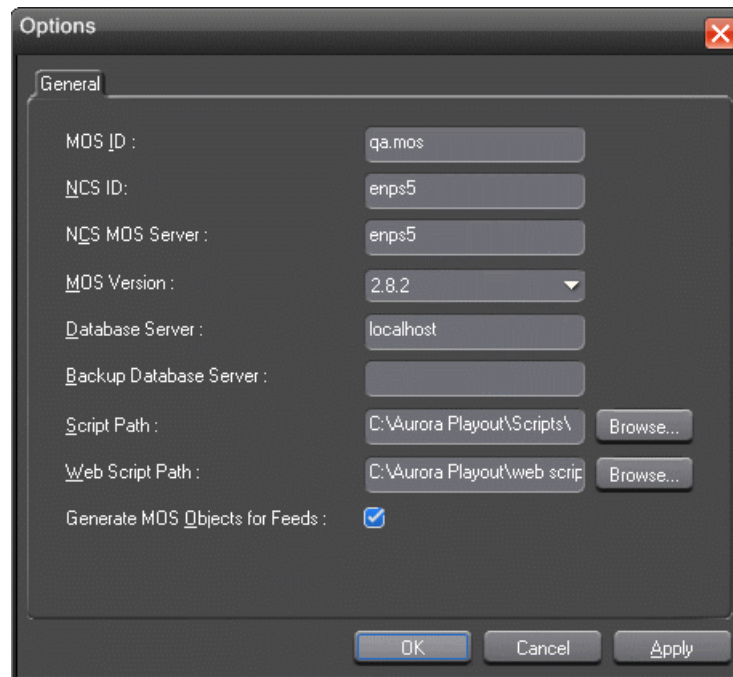 Options
General
MOS ID : qa.mos
NCS ID: enps5
NCS MOS Server : enps5
MOS Version : 2.8.2
Database Server : localhost
Backup Database Server :
Script Path : C:\Aurora Playout\Scripts\ Browse...
Web Script Path : C:\Aurora Playout\web scrip Browse...
Generate MOS Objects for Feeds :
OK Cancel Apply